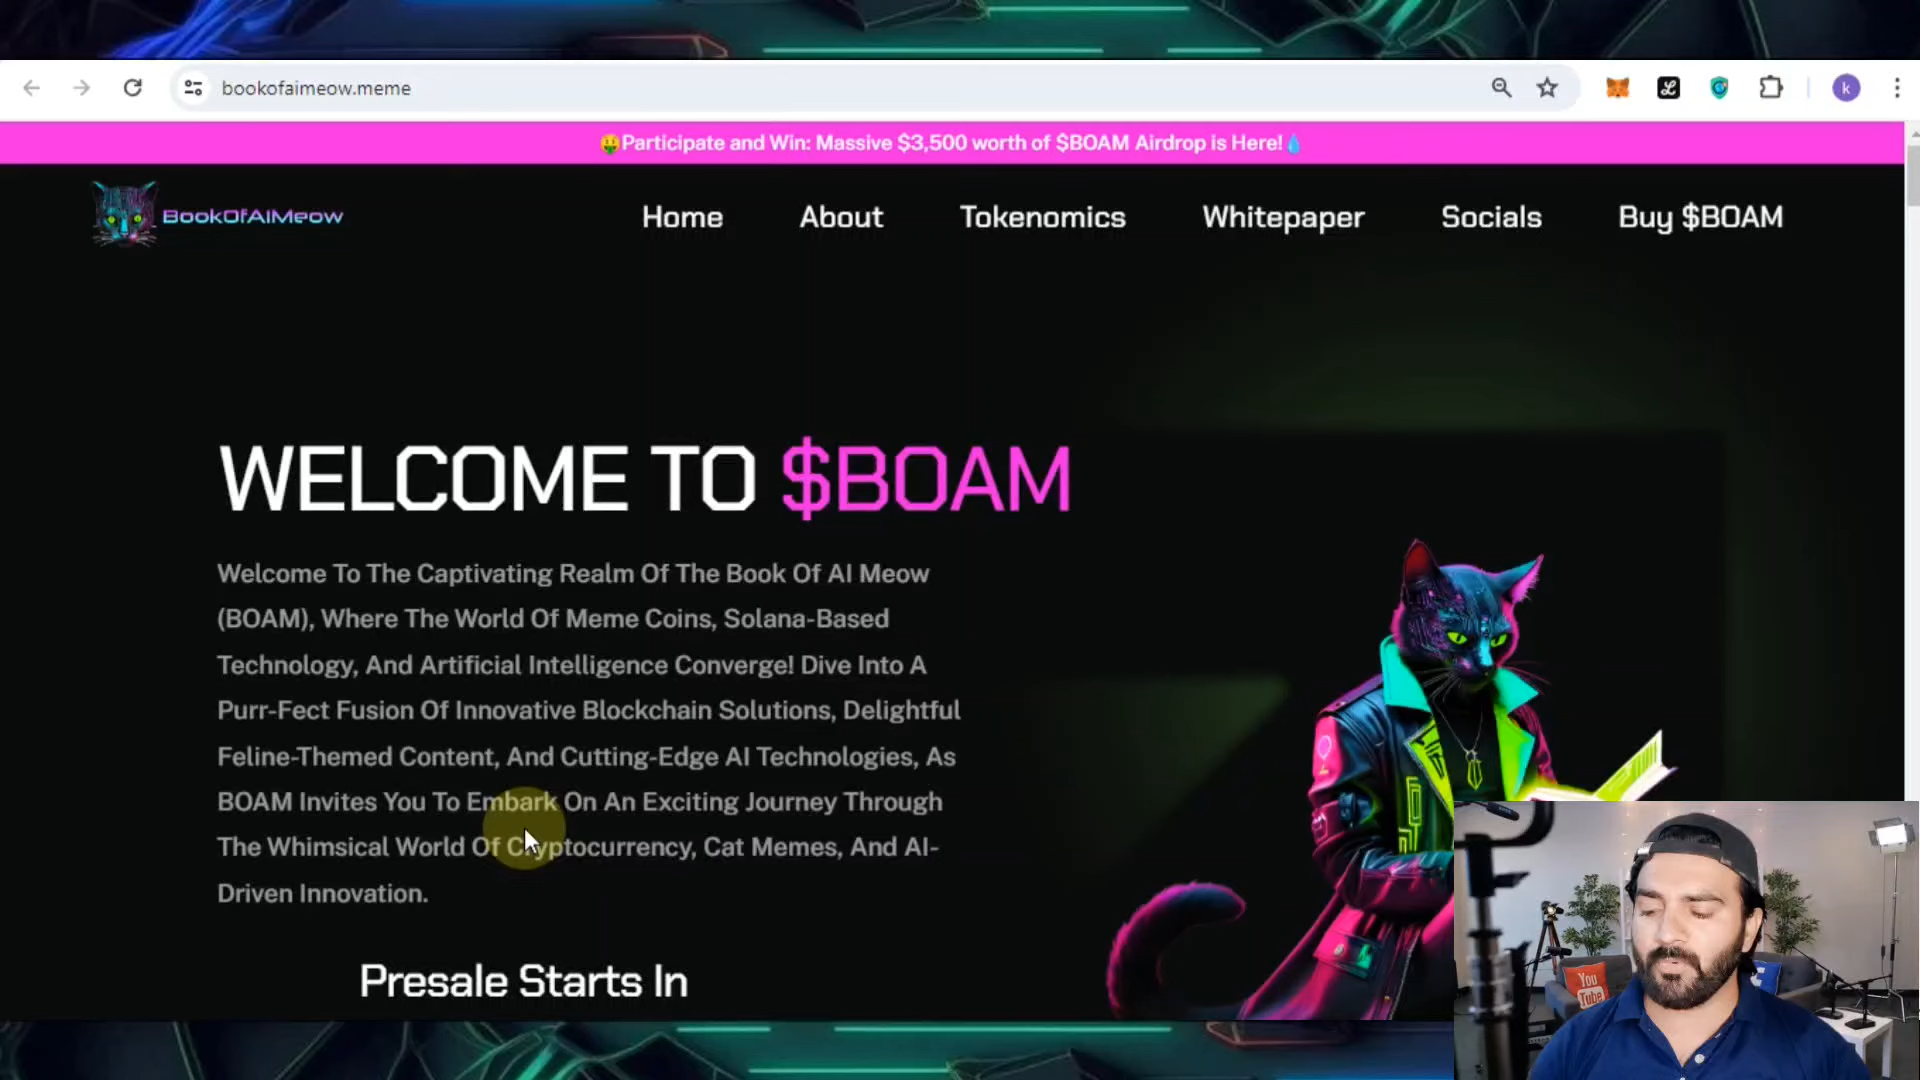 bookofaimeow.meme
k
🤑Participate and Win: Massive $3,500 worth of $BOAM Airdrop is Here!💧
BookOfAIMeow
Home
About
Tokenomics
Whitepaper
Socials
Buy $BOAM
WELCOME TO $BOAM
Welcome To The Captivating Realm Of The Book Of AI Meow
(BOAM), Where The World Of Meme Coins, Solana-Based
Technology, And Artificial Intelligence Converge! Dive Into A
Purr-Fect Fusion Of Innovative Blockchain Solutions, Delightful
Feline-Themed Content, And Cutting-Edge AI Technologies, As
BOAM Invites You To Embark On An Exciting Journey Through
The Whimsical World Of Cryptocurrency, Cat Memes, And AI-
Driven Innovation.
Presale Starts In
You
Tube